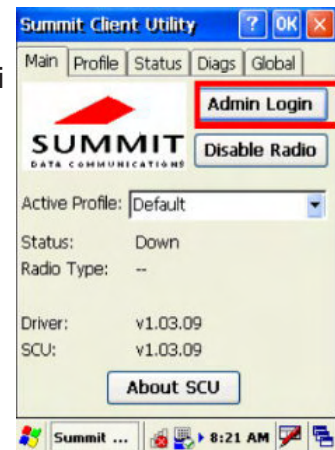 Summit Client Utility ? OK X
Main Profile Status Diags Global
i
Admin Login
SUMMIT
DATA COMMUNICATIONS
Disable Radio
Active Profile: Default
Status: Down
Radio Type: --
Driver: v1.03.09
SCU: v1.03.09
About SCU
Summit ... 8:21 AM